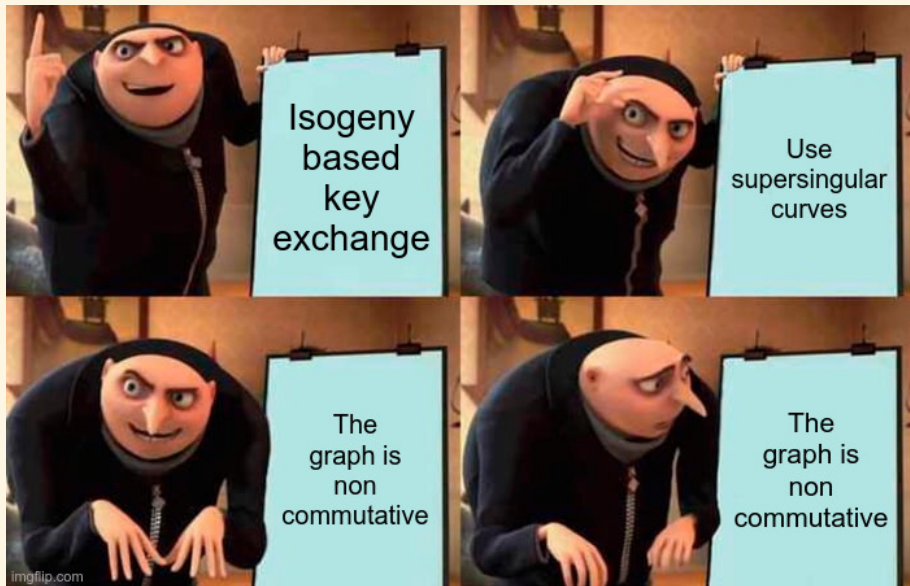 Isogeny
based
key
exchange
Use
supersingular
curves
The
graph is
non
commutative
The
graph is
non
commutative
imgflip.com